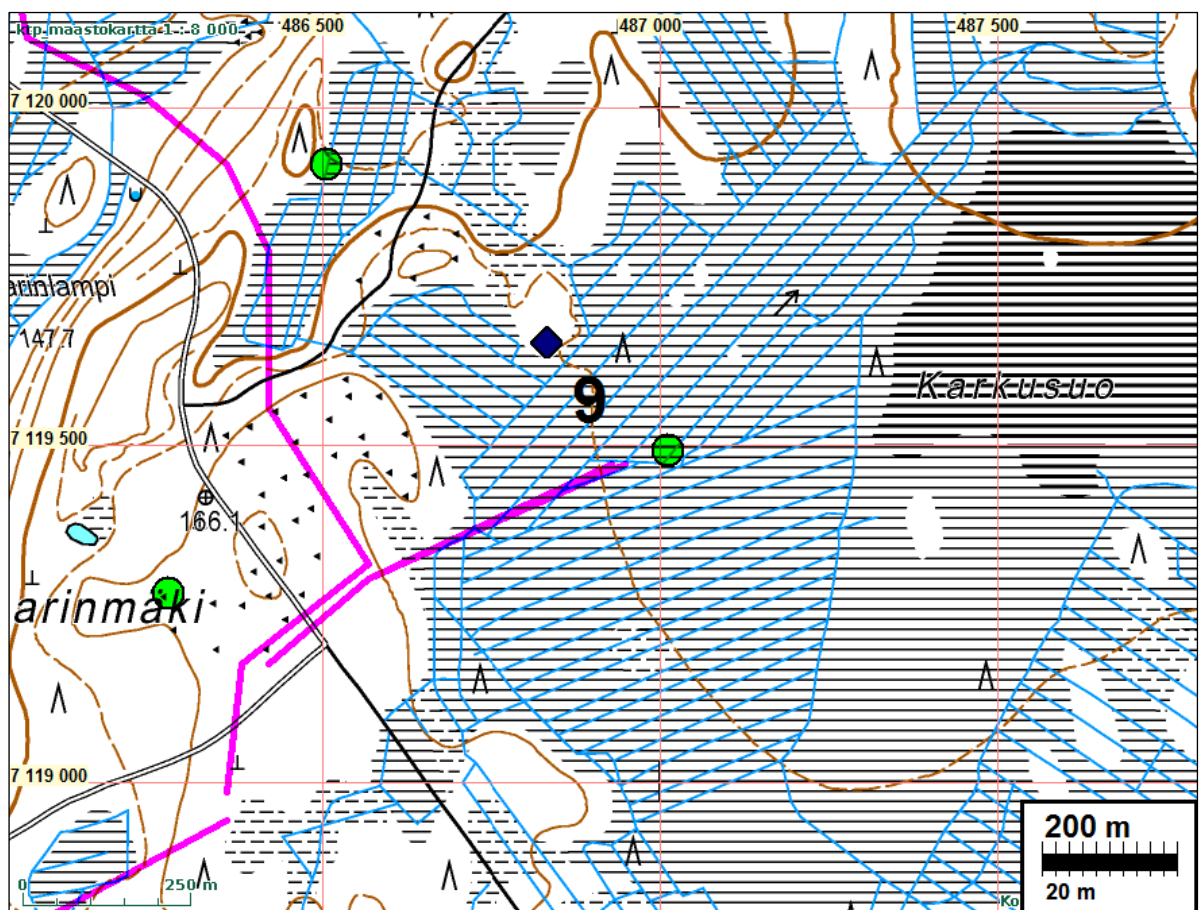 ktp_maastokartta 1 : 8 000
486 500
487 000
487 500
7 120 000
arinlampi
147.7
Karkusuo
9
7 119 500
166.1
arinmäki
7 119 000
200 m
20 m
0
250 m
Ko